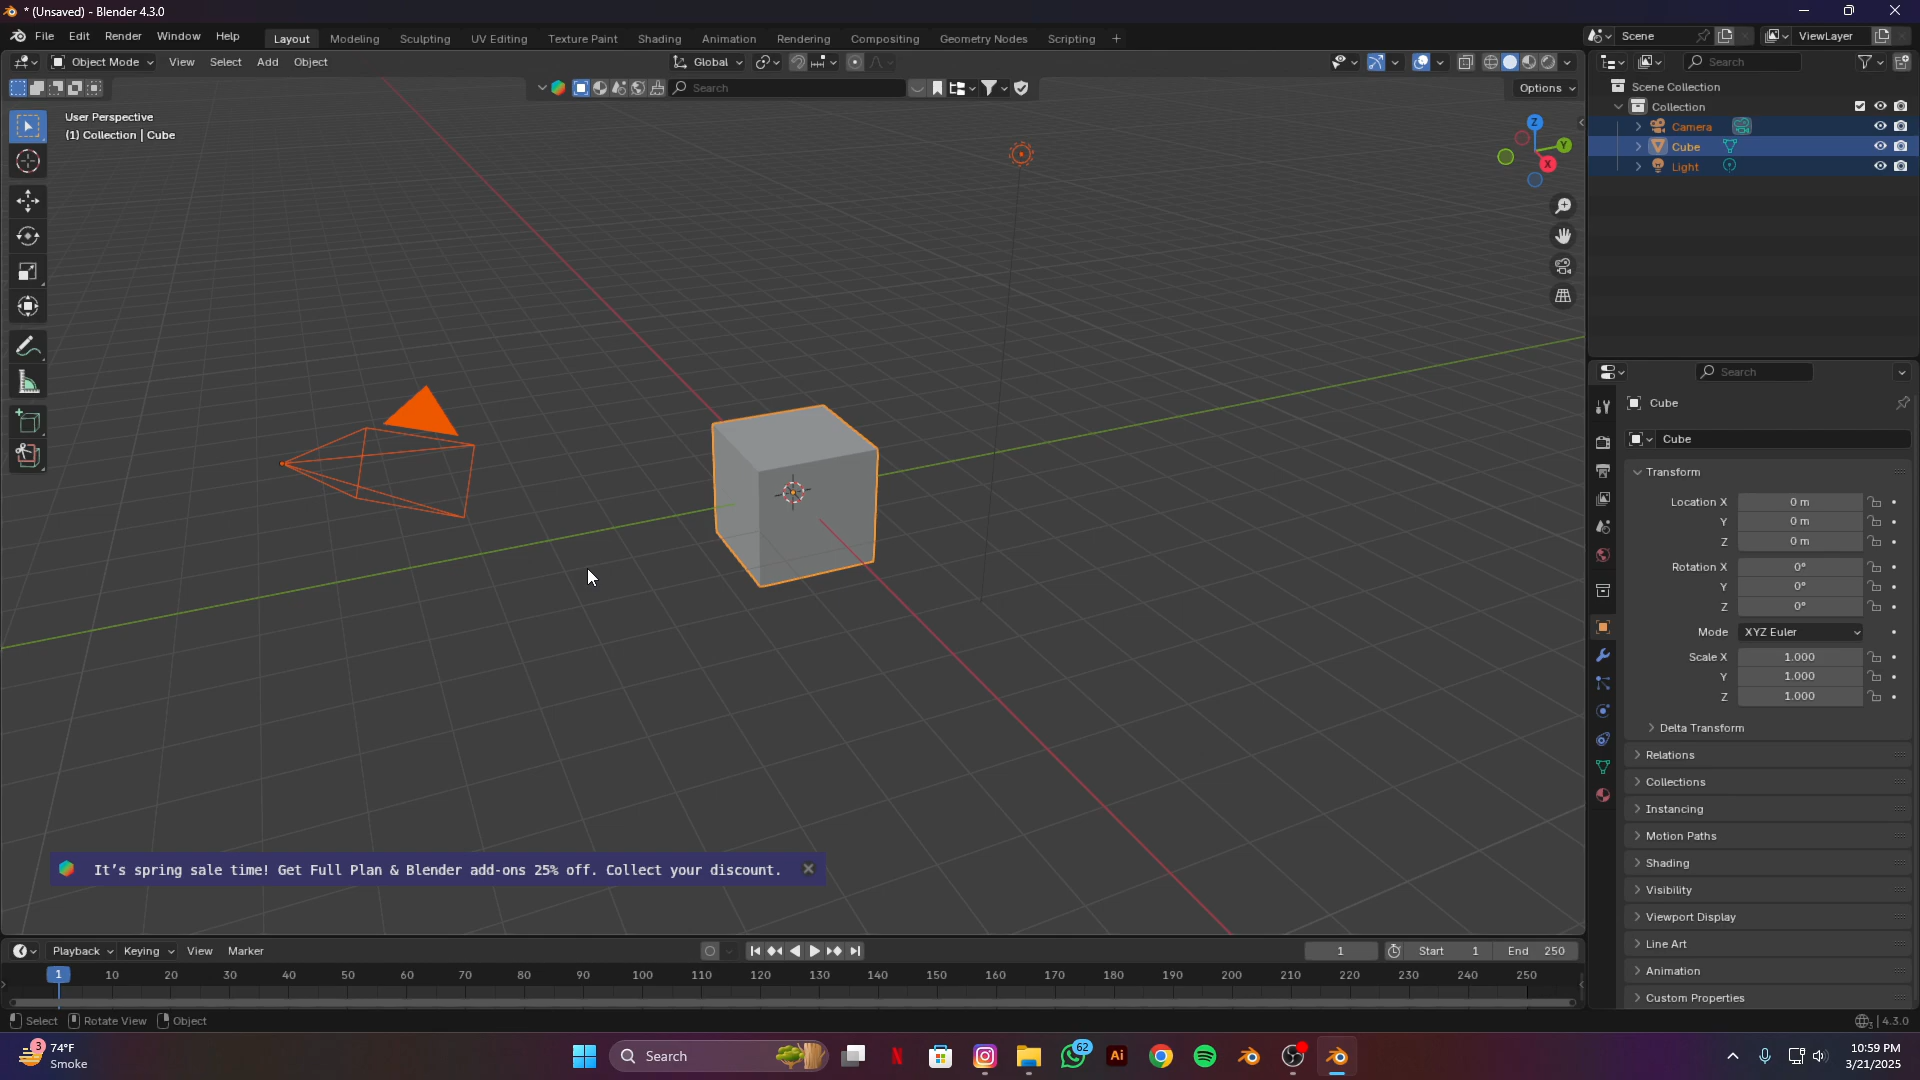 * (Unsaved) - Blender 4.3.0
File Edit Render Window Help Layout Modeling Sculpting UV Editing Texture Paint Shading Animation Rendering Compositing Geometry Nodes Scripting + Scene ViewLayer
Object Mode View Select Add Object Global Search
Search Options
User Perspective
(1) Collection | Cube
Z
Y
X
Scene Collection
Collection
Camera
Cube
Light
Search
Cube
Cube
Transform
Location X 0 m
Y 0 m
Z 0 m
Rotation X 0°
Y 0°
Z 0°
Mode XYZ Euler
Scale X 1.000
Y 1.000
Z 1.000
Delta Transform
Relations
Collections
Instancing
Motion Paths
Shading
Visibility
Viewport Display
Line Art
Animation
Custom Properties
It's spring sale time! Get Full Plan & Blender add-ons 25% off. Collect your discount.
Playback Keying View Marker 1 Start 1 End 250
1 10 20 30 40 50 60 70 80 90 100 110 120 130 140 150 160 170 180 190 200 210 220 230 240 250
Select Rotate View Object 3 4.3.0
3 74°F
Smoke
Search
N
62
Ai
10:59 PM
3/21/2025